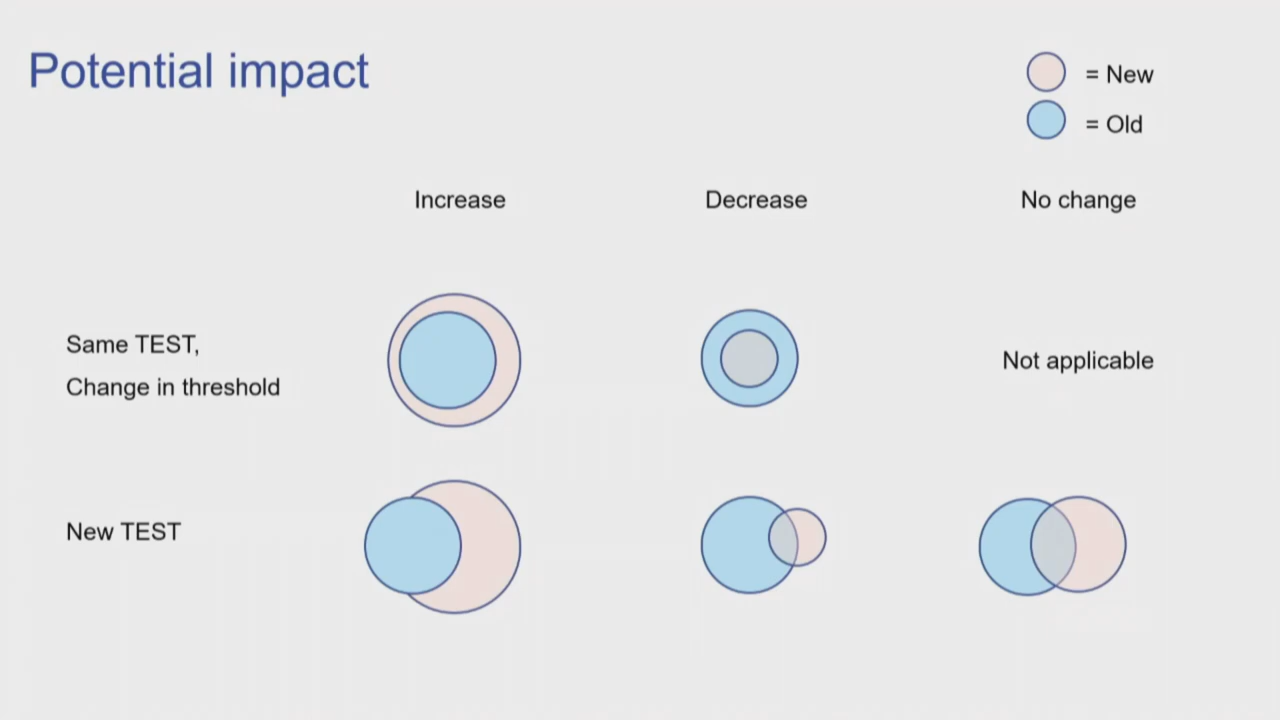 Potential impact
= New
= Old
Increase
Decrease
No change
Same TEST,
Change in threshold
Not applicable
New TEST